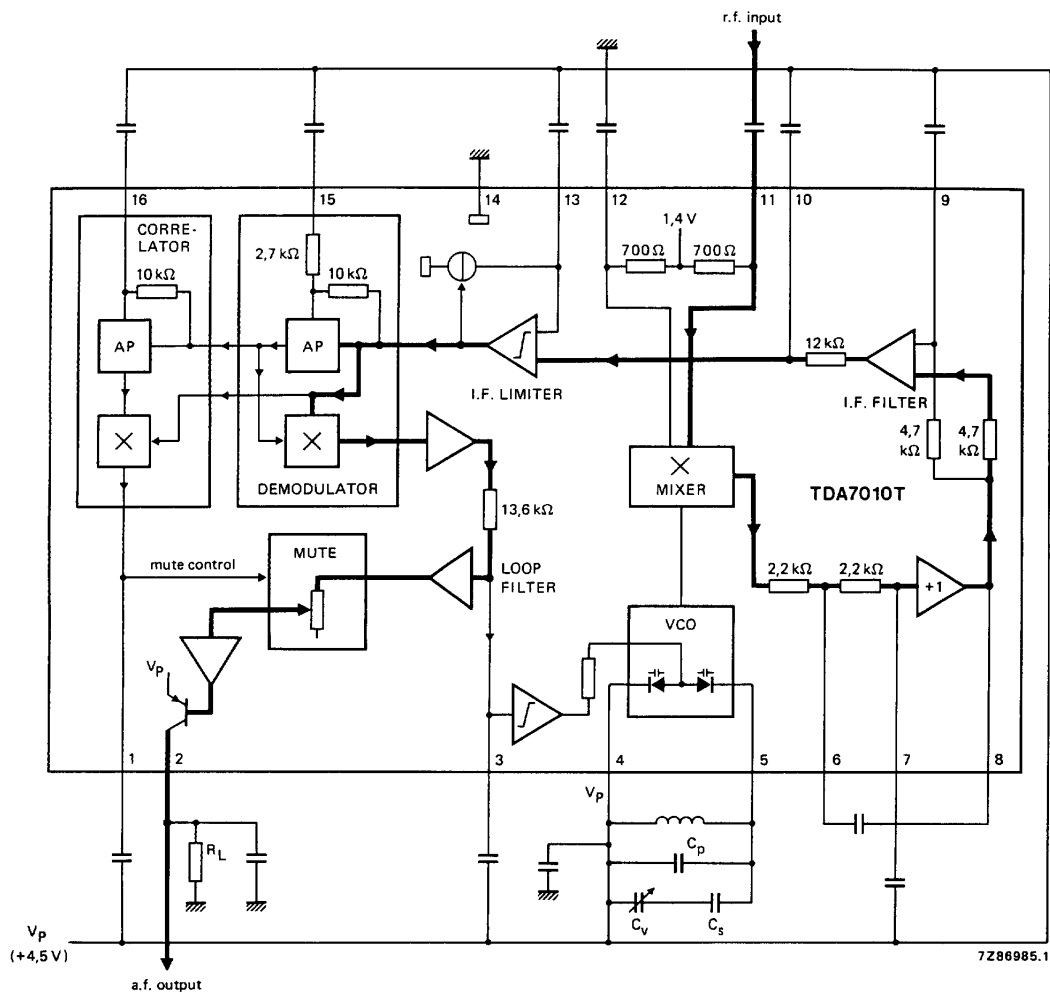 r.f. input
16
15
14
13
12
11
10
9
CORRE-
LATOR
2,7 kΩ
10 kΩ
10 kΩ
1,4 V
700 Ω
700 Ω
AP
AP
12 kΩ
I.F. LIMITER
I.F. FILTER
4,7
kΩ
4,7
kΩ
DEMODULATOR
MIXER
TDA7010T
13,6 kΩ
MUTE
mute control
LOOP
FILTER
2,2 kΩ
2,2 kΩ
+1
VCO
Vp
1
2
3
4
5
6
7
8
Vp
RL
Cp
Cv
Cs
Vp
(+4,5 V)
a.f. output
7Z86985.1